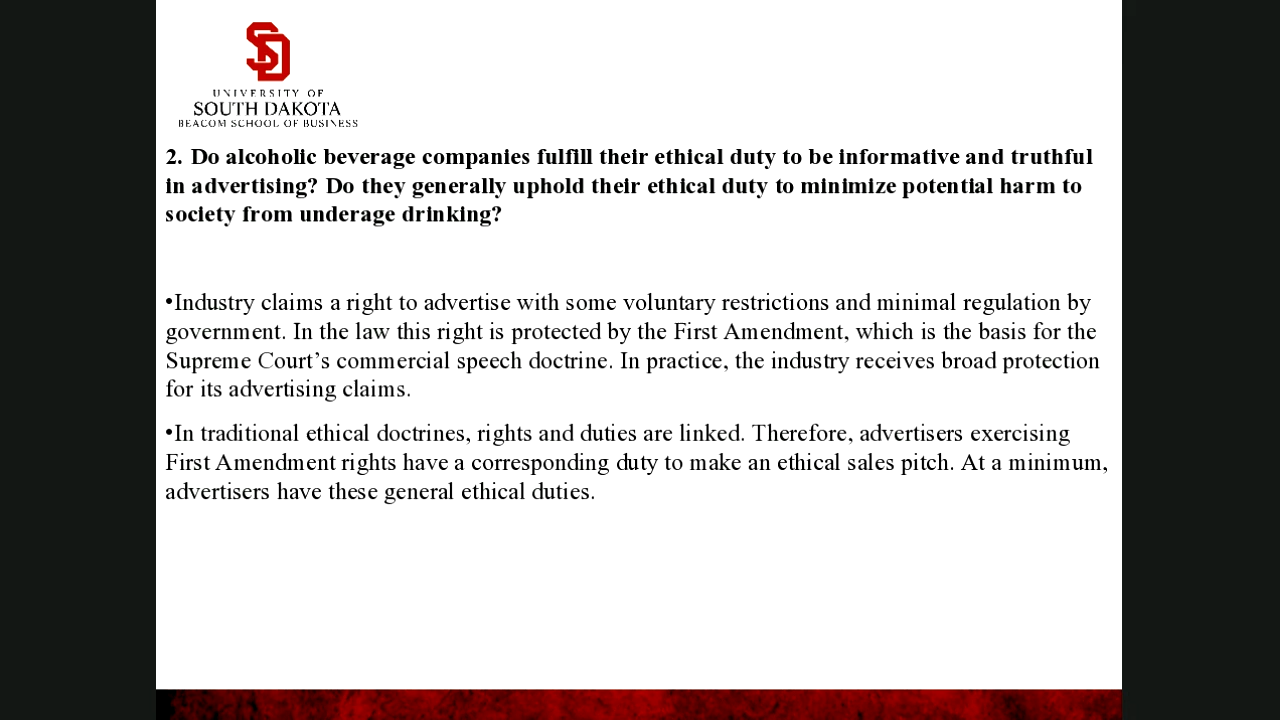 SD
UNIVERSITY OF
SOUTH DAKOTA
BEACOM SCHOOL OF BUSINESS
2. Do alcoholic beverage companies fulfill their ethical duty to be informative and truthful
in advertising? Do they generally uphold their ethical duty to minimize potential harm to
society from underage drinking?
•Industry claims a right to advertise with some voluntary restrictions and minimal regulation by
government. In the law this right is protected by the First Amendment, which is the basis for the
Supreme Court’s commercial speech doctrine. In practice, the industry receives broad protection
for its advertising claims.
•In traditional ethical doctrines, rights and duties are linked. Therefore, advertisers exercising
First Amendment rights have a corresponding duty to make an ethical sales pitch. At a minimum,
advertisers have these general ethical duties.